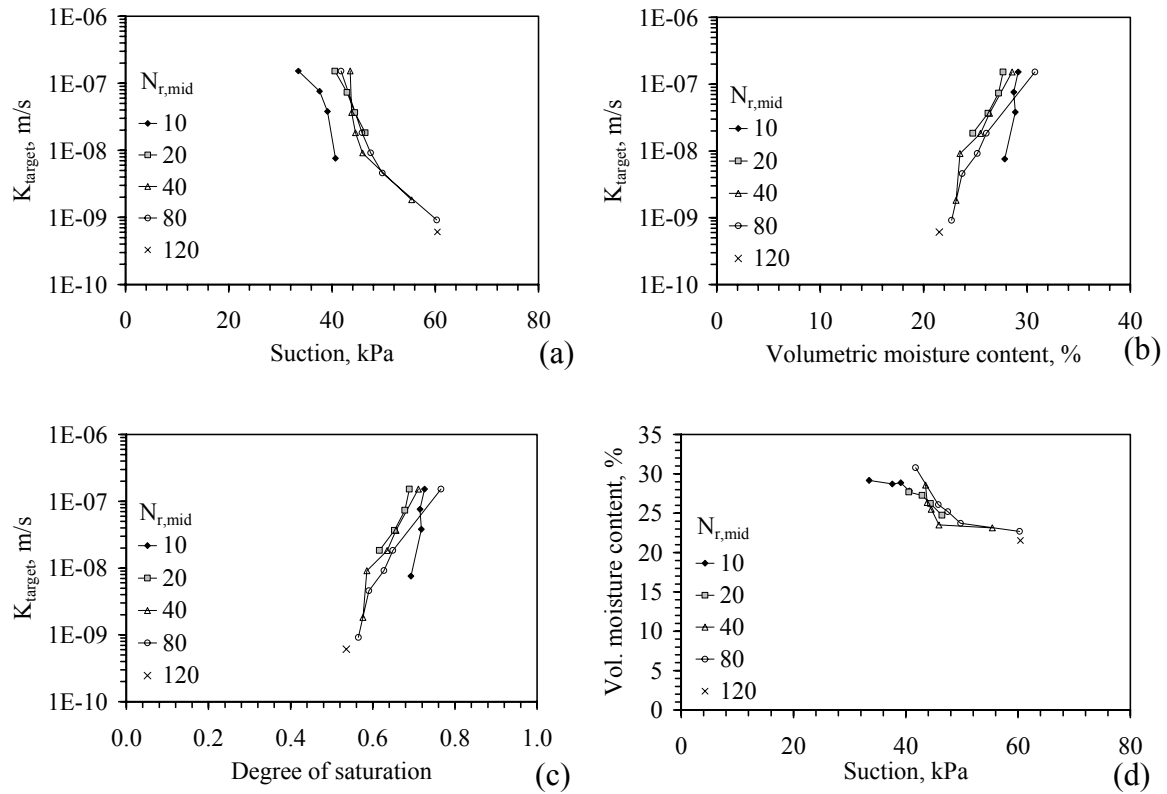 1E-06
1E-07
1E-08
1E-09
1E-10
K_target, m/s
N_r,mid
10
20
40
80
120
0 20 40 60 80
Suction, kPa
(a)
1E-06
1E-07
1E-08
1E-09
1E-10
K_target, m/s
N_r,mid
10
20
40
80
120
0 10 20 30 40
Volumetric moisture content, %
(b)
1E-06
1E-07
1E-08
1E-09
1E-10
K_target, m/s
N_r,mid
10
20
40
80
120
0.0 0.2 0.4 0.6 0.8 1.0
Degree of saturation
(c)
35
30
25
20
15
10
5
0
Vol. moisture content, %
N_r,mid
10
20
40
80
120
0 20 40 60 80
Suction, kPa
(d)